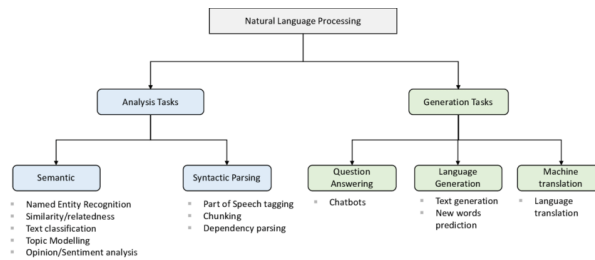 Natural Language Processing
Analysis Tasks
Generation Tasks
Semantic
Syntactic Parsing
Question
Answering
Language
Generation
Machine
translation
Named Entity Recognition
Similarity/relatedness
Text classification
Topic Modelling
Opinion/Sentiment analysis
Part of Speech tagging
Chunking
Dependency parsing
Chatbots
Text generation
New words
prediction
Language
translation